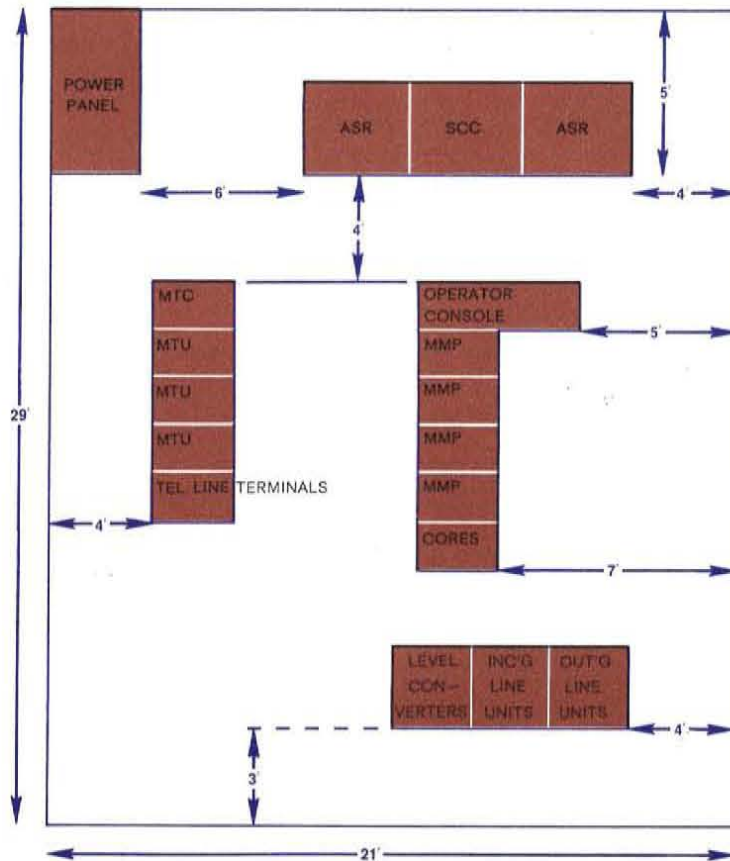 POWER
PANEL
ASR
SCC
ASR
5'
6'
4'
4'
MTC
MTU
MTU
MTU
TEL LINE TERMINALS
OPERATOR
CONSOLE
MMP
MMP
MMP
MMP
CORES
5'
29'
4'
7'
LEVEL
CON-
VERTERS
INC'G
LINE
UNITS
OUT'G
LINE
UNITS
4'
3'
21'